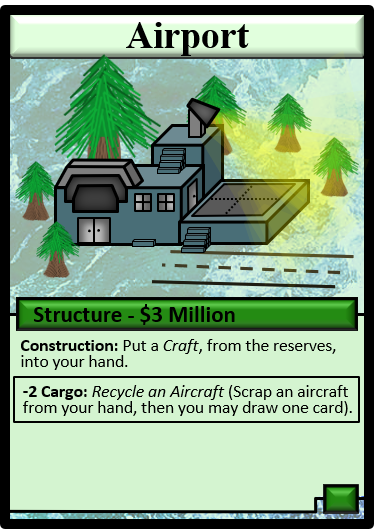 Airport
Structure - $3 Million
Construction: Put a Craft, from the reserves,
into your hand.
-2 Cargo: Recycle an Aircraft (Scrap an aircraft
from your hand, then you may draw one card).